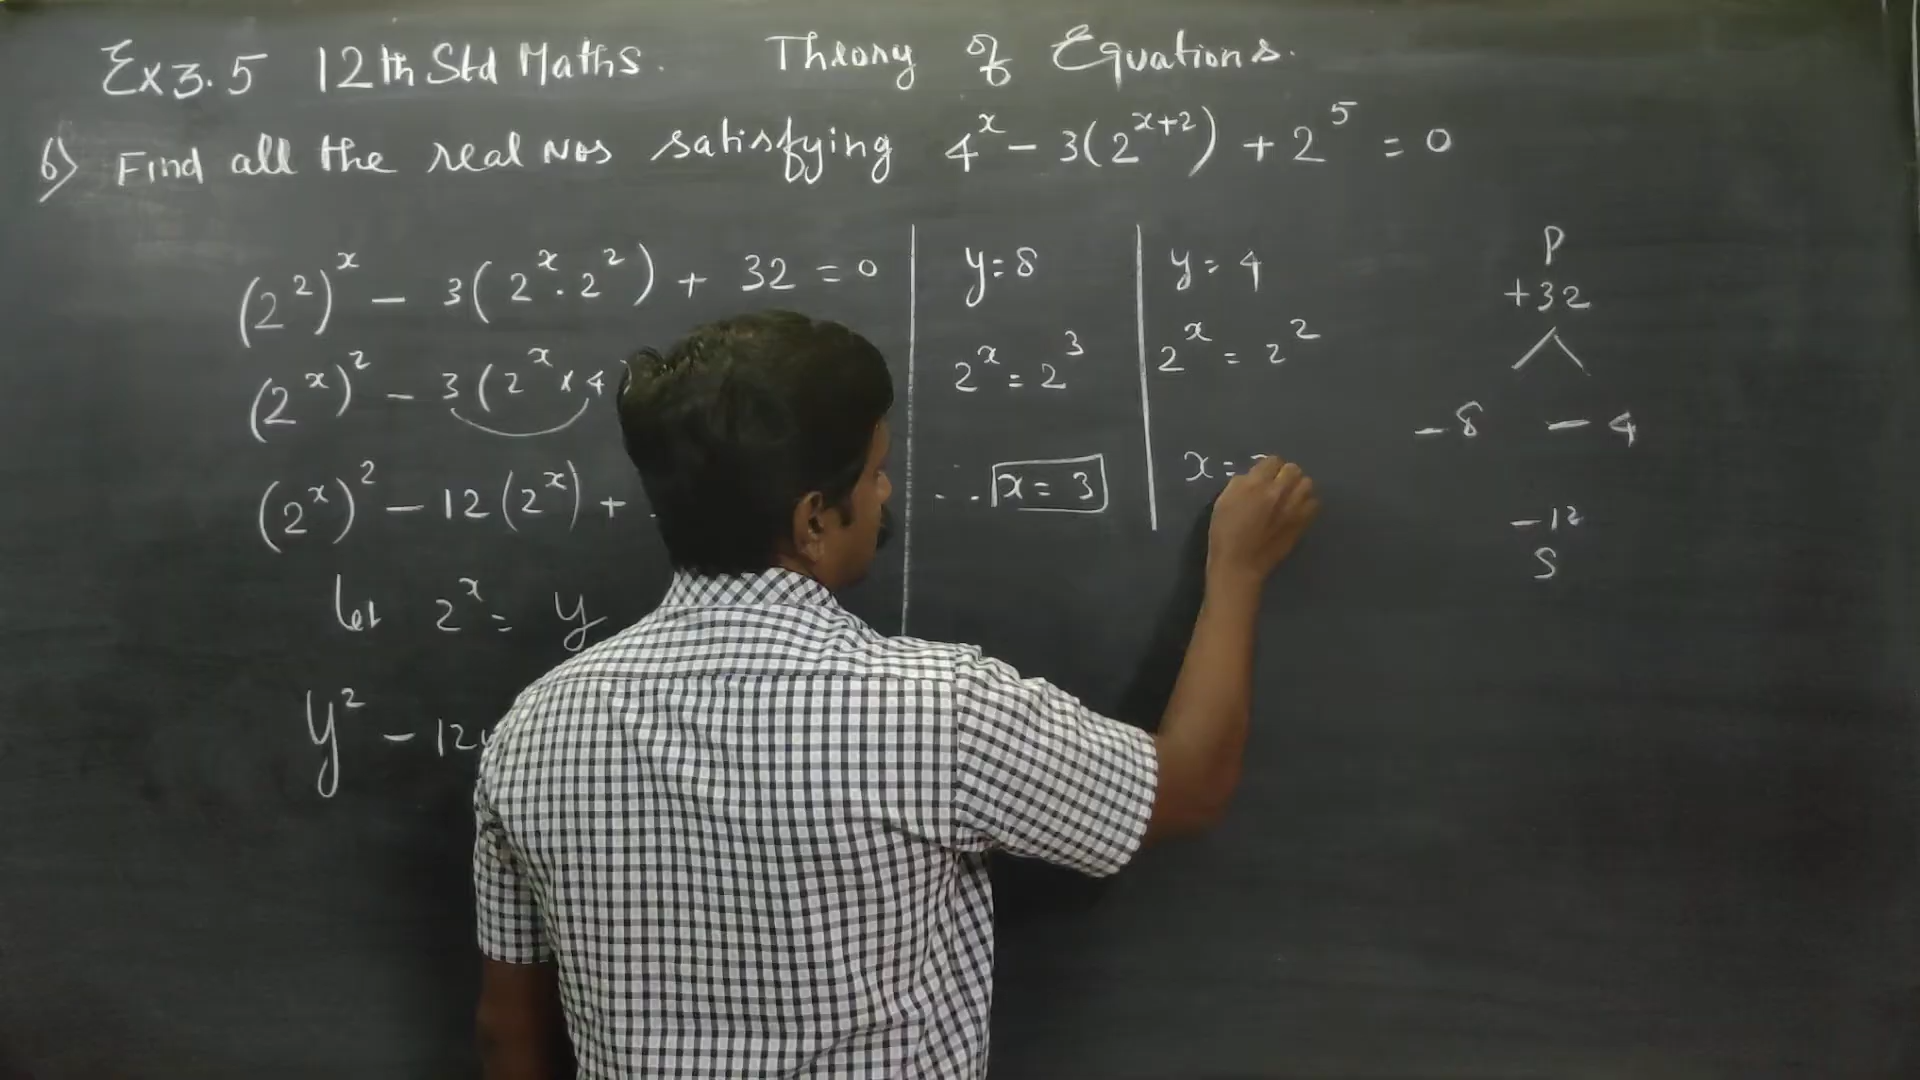 Ex 3.5 12th Std Maths. Theory of Equations.
6) Find all the real Nos satisfying 4^x - 3(2^(x+2)) + 2^5 = 0
(2^2)^x - 3(2^x . 2^2) + 32 = 0
(2^x)^2 - 3(2^x × 4
(2^x)^2 - 12(2^x) +
let 2^x = y
y^2 - 12y
y = 8
2^x = 2^3
∴ x = 3
y = 4
2^x = 2^2
x =
P
+32
-8 -4
-12
S